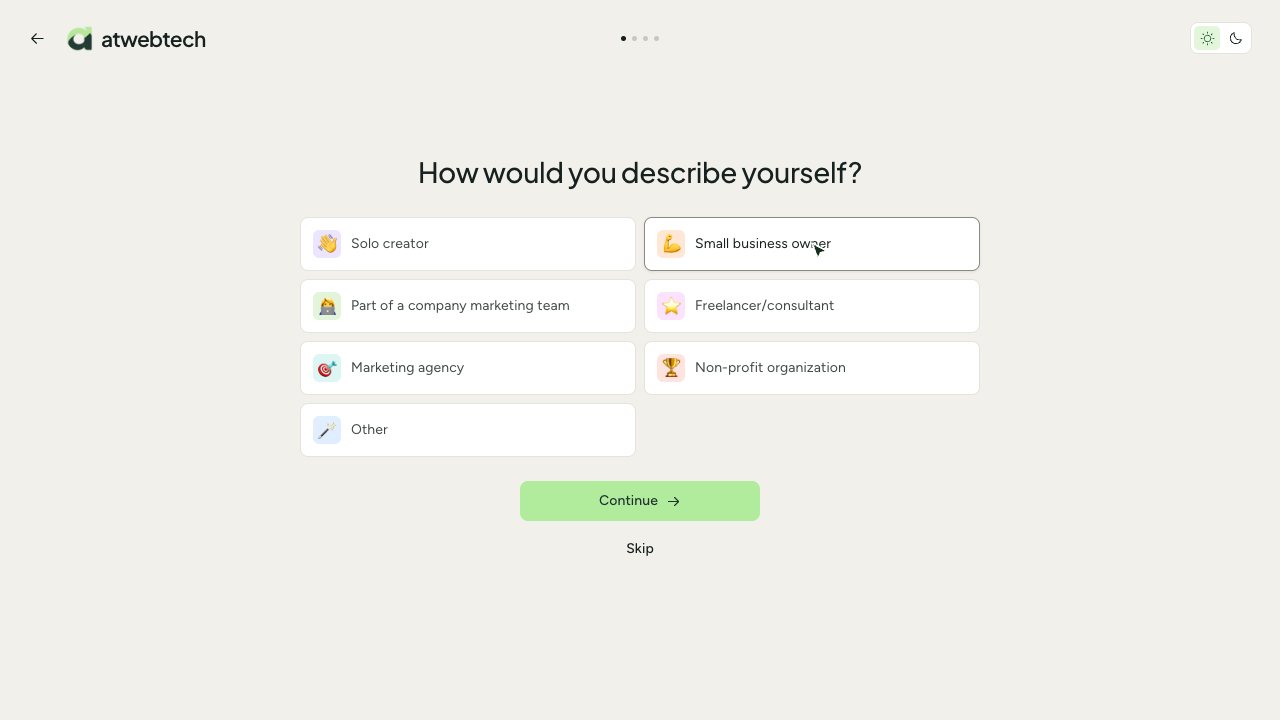 atwebtech
How would you describe yourself?
Solo creator
Small business owner
Part of a company marketing team
Freelancer/consultant
Marketing agency
Non-profit organization
Other
Continue
Skip